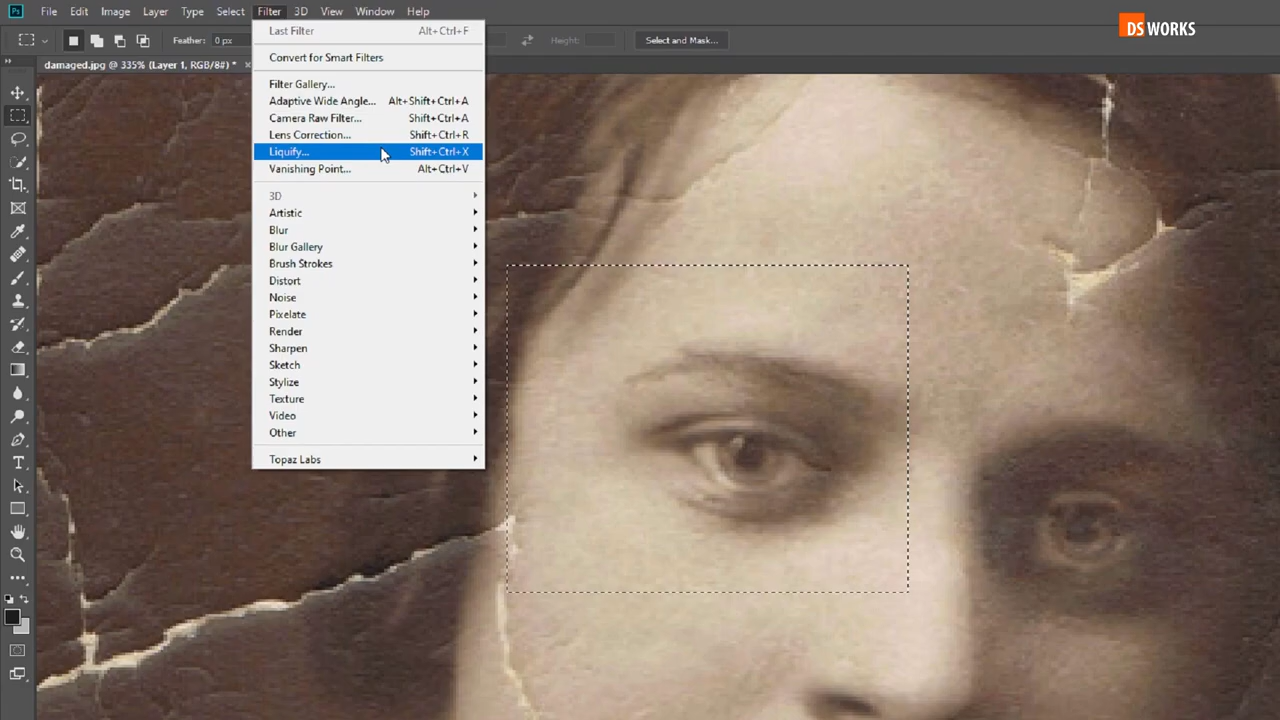 Ps File Edit Image Layer Type Select Filter 3D View Window Help
DS WORKS
Feather: 0 px Height: Select and Mask...
damaged.jpg @ 335% (Layer 1, RGB/8#) * ×
Last Filter Alt+Ctrl+F
Convert for Smart Filters
Filter Gallery...
Adaptive Wide Angle... Alt+Shift+Ctrl+A
Camera Raw Filter... Shift+Ctrl+A
Lens Correction... Shift+Ctrl+R
Liquify... Shift+Ctrl+X
Vanishing Point... Alt+Ctrl+V
3D
Artistic
Blur
Blur Gallery
Brush Strokes
Distort
Noise
Pixelate
Render
Sharpen
Sketch
Stylize
Texture
Video
Other
Topaz Labs